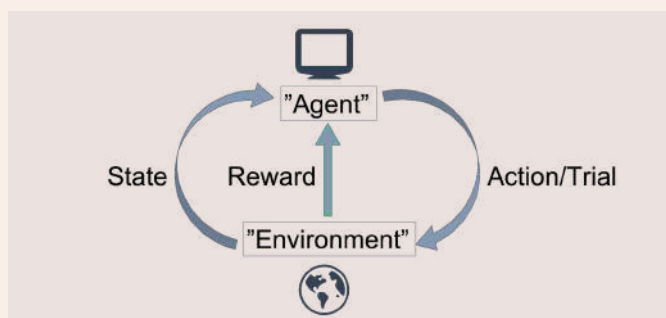 ”Agent”
State
Reward
Action/Trial
”Environment”